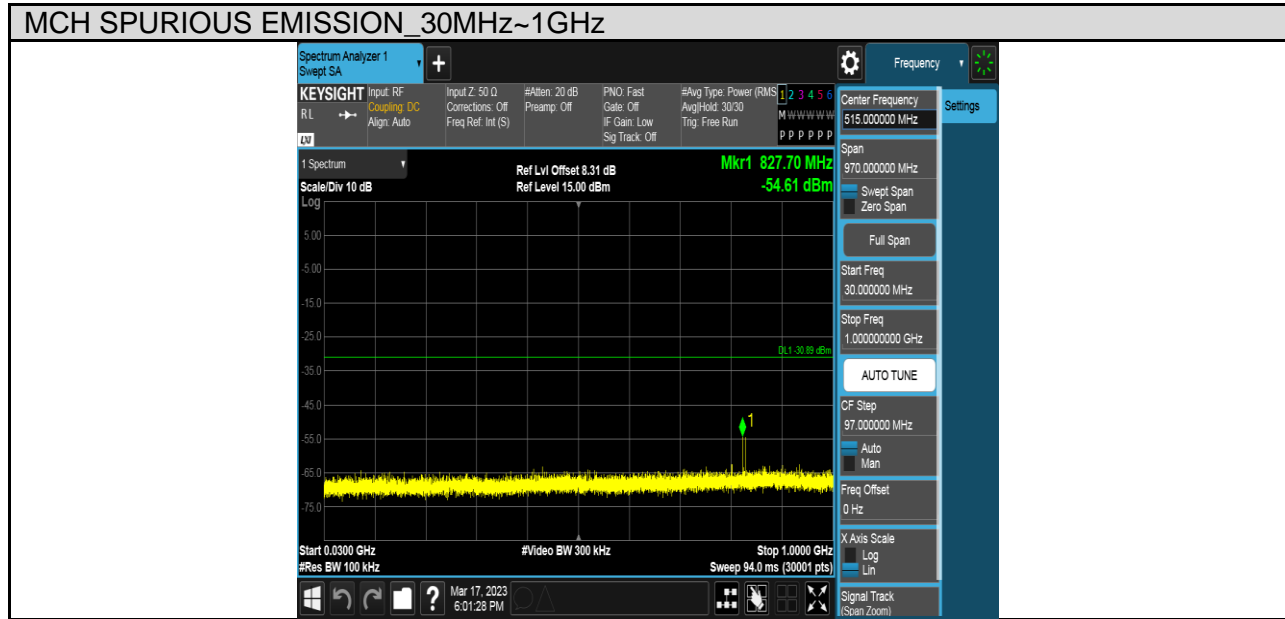 MCH SPURIOUS EMISSION_30MHz~1GHz
Spectrum Analyzer 1
Swept SA
+
Frequency
KEYSIGHT
RL
LXI
Input: RF
Coupling: DC
Align: Auto
Input Z: 50 Ω
Corrections: Off
Freq Ref: Int (S)
#Atten: 20 dB
Preamp: Off
PNO: Fast
Gate: Off
IF Gain: Low
Sig Track: Off
#Avg Type: Power (RMS
Avg|Hold: 30/30
Trig: Free Run
1 2 3 4 5 6
M W W W W W
P P P P P P
1 Spectrum
Scale/Div 10 dB
Ref Lvl Offset 8.31 dB
Ref Level 15.00 dBm
Mkr1 827.70 MHz
-54.61 dBm
Log
5.00
-5.00
-15.0
-25.0
-35.0
-45.0
-55.0
-65.0
-75.0
DL1 -30.89 dBm
1
Start 0.0300 GHz
#Res BW 100 kHz
#Video BW 300 kHz
Stop 1.0000 GHz
Sweep 94.0 ms (30001 pts)
Center Frequency
515.000000 MHz
Settings
Span
970.000000 MHz
Swept Span
Zero Span
Full Span
Start Freq
30.000000 MHz
Stop Freq
1.000000000 GHz
AUTO TUNE
CF Step
97.000000 MHz
Auto
Man
Freq Offset
0 Hz
X Axis Scale
Log
Lin
Signal Track
(Span Zoom)
?
Mar 17, 2023
6:01:28 PM